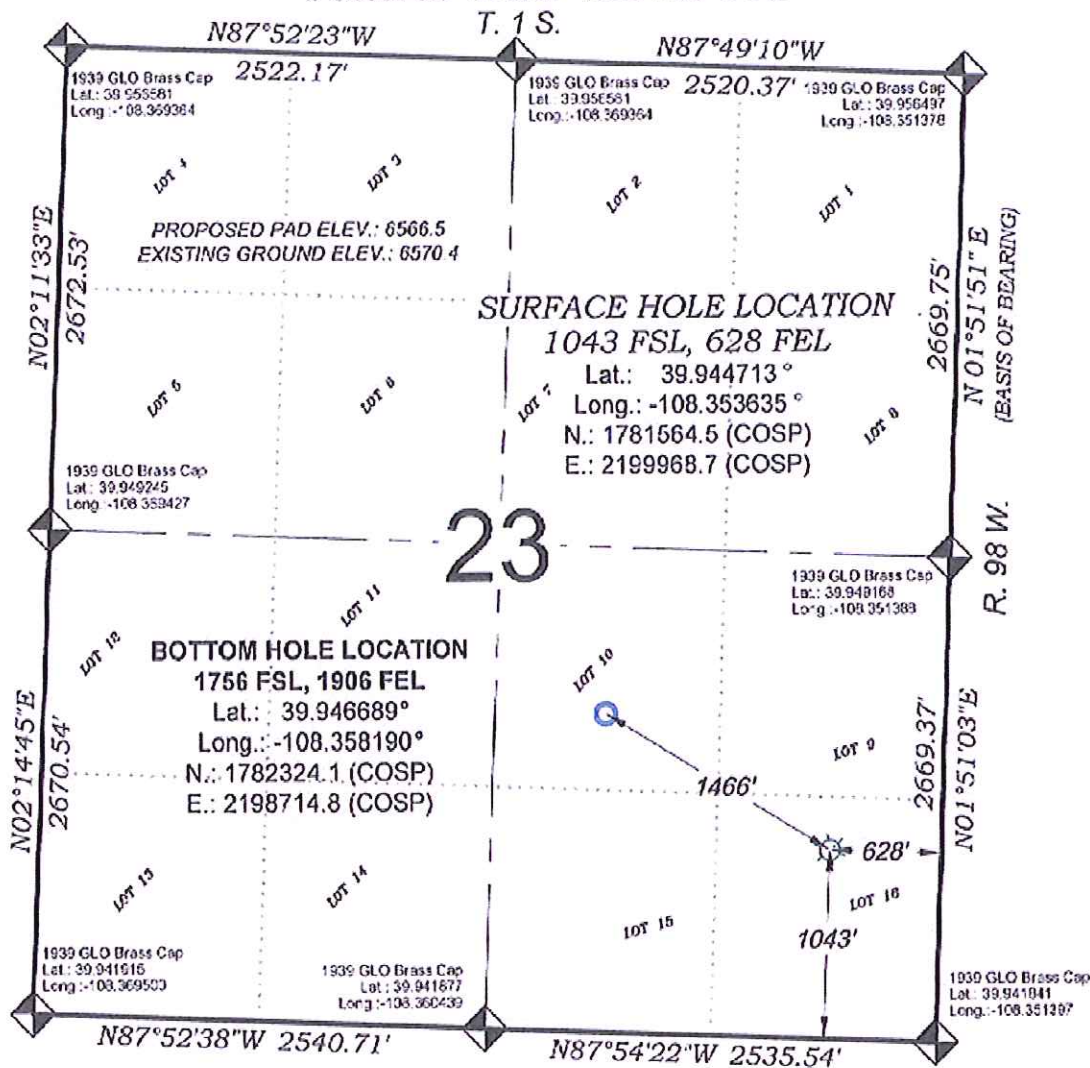 T. 1 S.
N87°52'23"W
2522.17'
N87°49'10"W
2520.37'
1939 GLO Brass Cap
Lat.: 39.956581
Long.:-108.369364
1939 GLO Brass Cap
Lat.: 39.956581
Long.:-108.369364
1939 GLO Brass Cap
Lat.: 39.956497
Long.:-108.351378
LOT 4
LOT 3
LOT 2
LOT 1
PROPOSED PAD ELEV.: 6566.5
EXISTING GROUND ELEV.: 6570.4
N02°11'33"E
2672.53'
2669.75'
N 01°51'51" E
(BASIS OF BEARING)
SURFACE HOLE LOCATION
1043 FSL, 628 FEL
Lat.: 39.944713 °
Long.: -108.353635 °
N.: 1781564.5 (COSP)
E.: 2199968.7 (COSP)
LOT 5
LOT 6
LOT 7
LOT 8
1939 GLO Brass Cap
Lat.: 39.949245
Long.:-108.369427
23
R. 98 W.
1939 GLO Brass Cap
Lat.: 39.949168
Long.:-108.351388
LOT 12
LOT 11
LOT 10
LOT 9
BOTTOM HOLE LOCATION
1756 FSL, 1906 FEL
Lat.: 39.946689°
Long.: -108.358190°
N.: 1782324.1 (COSP)
E.: 2198714.8 (COSP)
N02°14'45"E
2670.54'
1466'
628'
1043'
2669.37'
N01°51'03"E
LOT 13
LOT 14
LOT 15
LOT 16
1939 GLO Brass Cap
Lat.: 39.941916
Long.:-108.369503
1939 GLO Brass Cap
Lat.: 39.941877
Long.:-108.360439
1939 GLO Brass Cap
Lat.: 39.941841
Long.:-108.351397
N87°52'38"W 2540.71'
N87°54'22"W 2535.54'